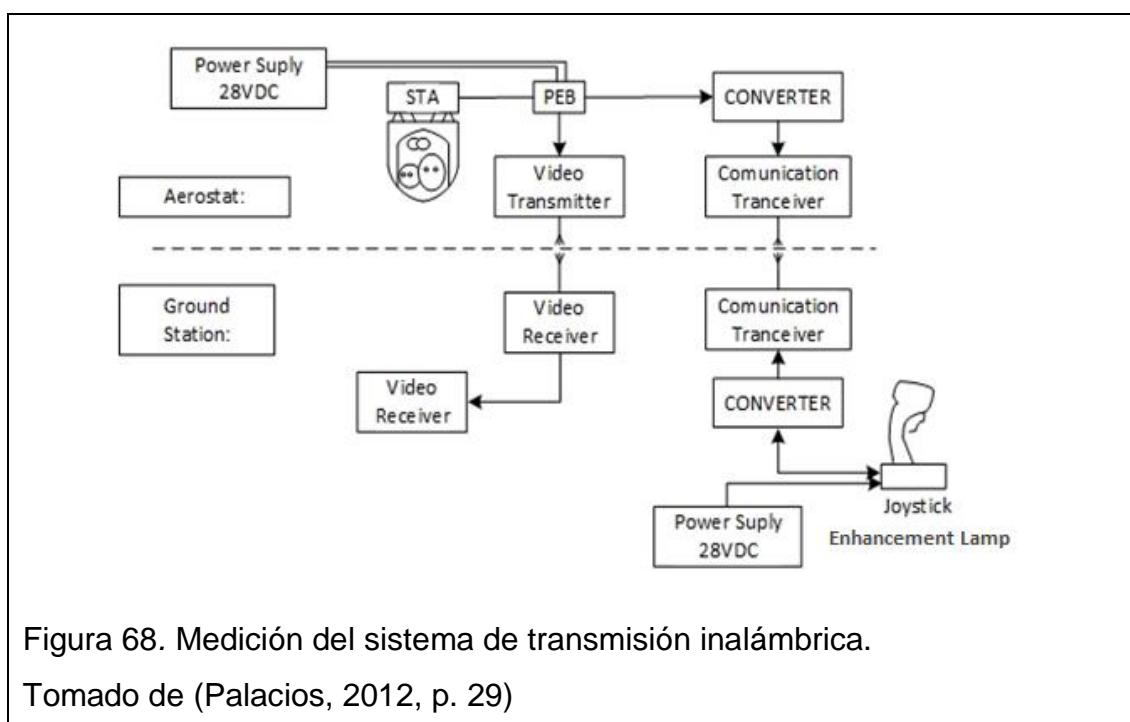 Power Suply
28VDC
STA
PEB
CONVERTER
Aerostat:
Video
Transmitter
Comunication
Tranceiver
Ground
Station:
Video
Receiver
Comunication
Tranceiver
Video
Receiver
CONVERTER
Joystick
Power Suply
28VDC
Enhancement Lamp
Figura 68. Medición del sistema de transmisión inalámbrica.
Tomado de (Palacios, 2012, p. 29)